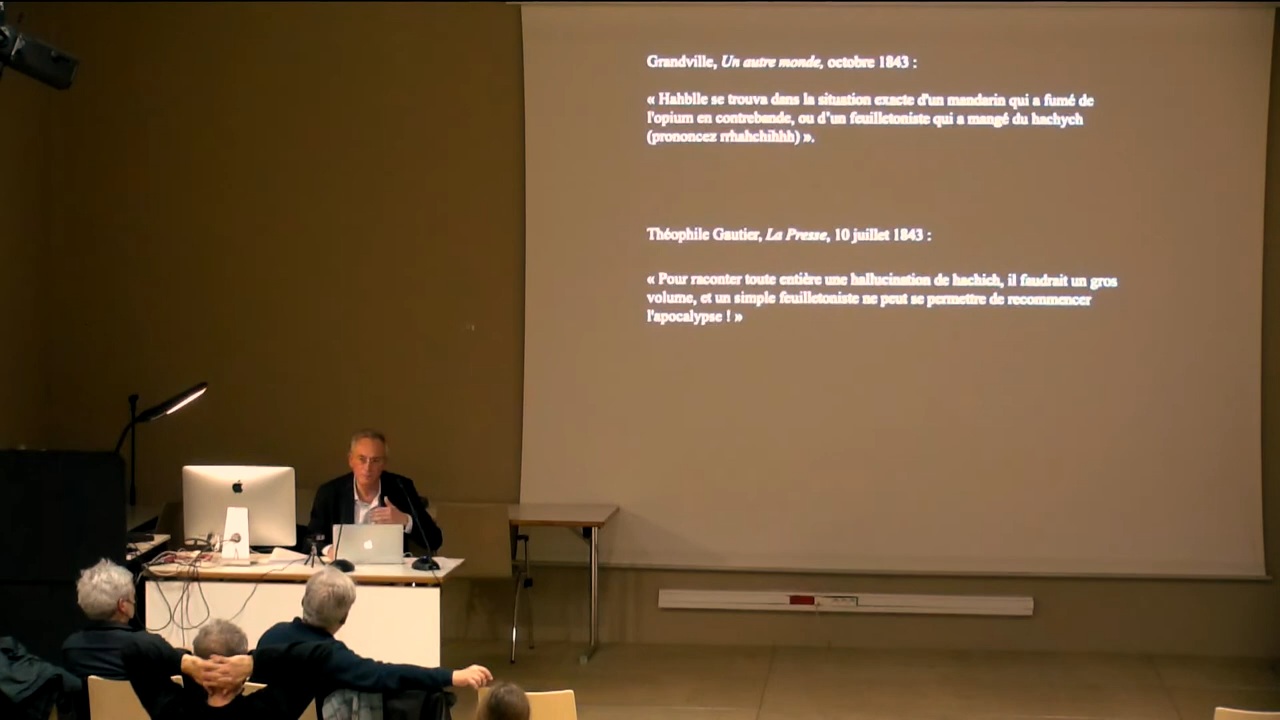 Grandville, Un autre monde, octobre 1843 :
« Hahblle se trouva dans la situation exacte d'un mandarin qui a fumé de
l'opium en contrebande, ou d'un feuilletoniste qui a mangé du hachych
(prononcez rrhahchihhh) ».
Théophile Gautier, La Presse, 10 juillet 1843 :
« Pour raconter toute entière une hallucination de hachich, il faudrait un gros
volume, et un simple feuilletoniste ne peut se permettre de recommencer
l'apocalypse ! »